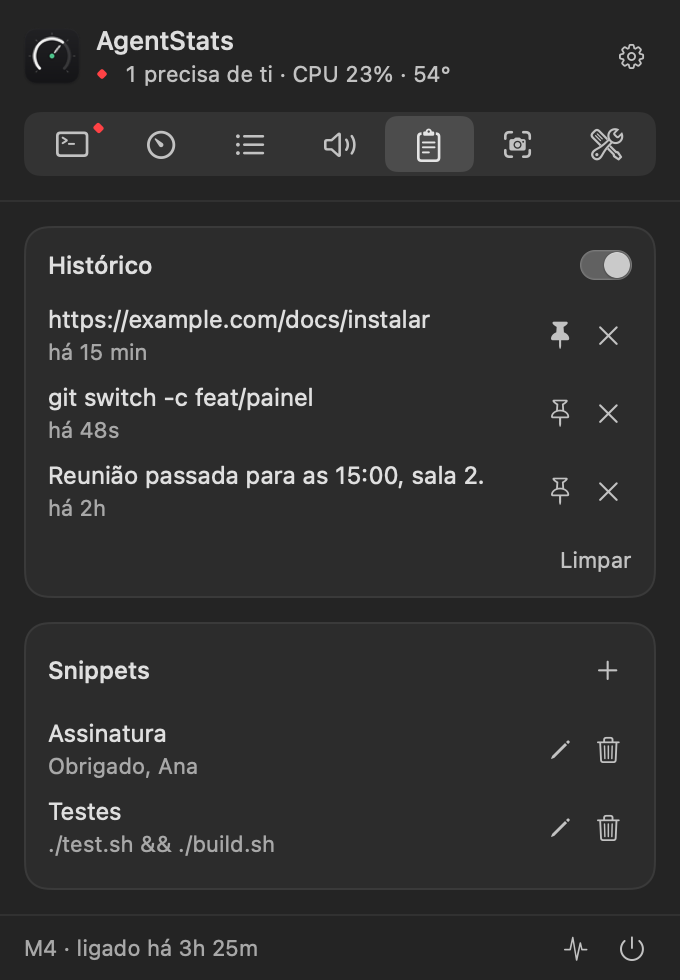 AgentStats
1 precisa de ti · CPU 23% · 54°
Histórico
https://example.com/docs/instalar
há 15 min
git switch -c feat/painel
há 48s
Reunião passada para as 15:00, sala 2.
há 2h
Limpar
Snippets
Assinatura
Obrigado, Ana
Testes
./test.sh && ./build.sh
M4 · ligado há 3h 25m